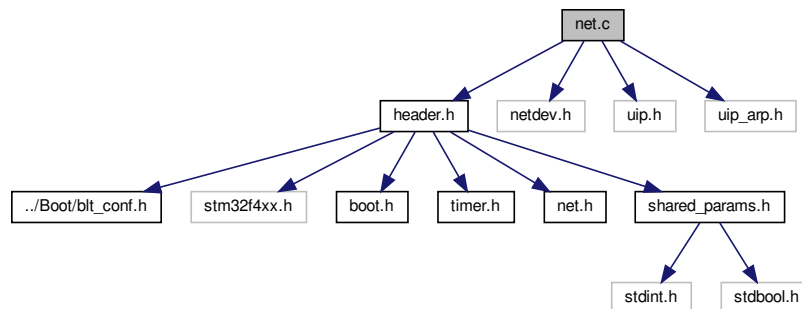 net.c
header.h
netdev.h
uip.h
uip_arp.h
../Boot/blt_conf.h
stm32f4xx.h
boot.h
timer.h
net.h
shared_params.h
stdint.h
stdbool.h